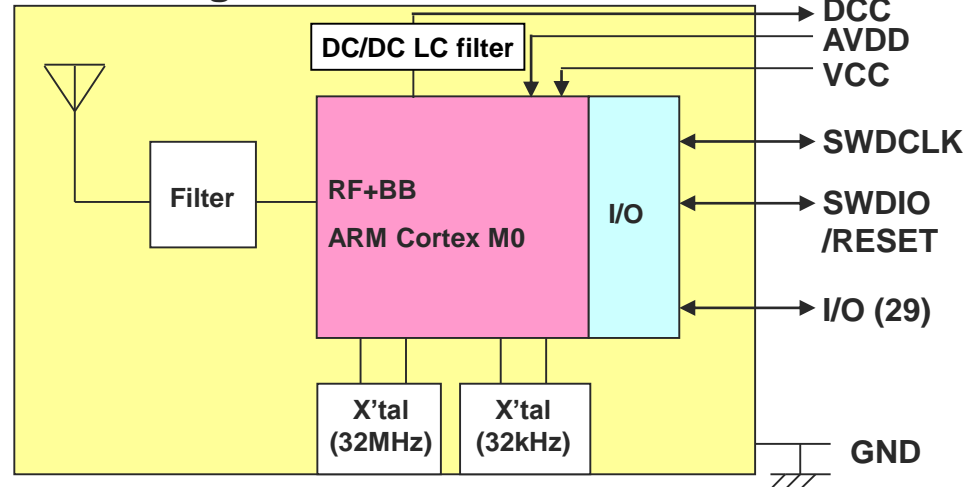 DCC
DC/DC LC filter
AVDD
VCC
SWDCLK
Filter
RF+BB
ARM Cortex M0
I/O
SWDIO
/RESET
I/O (29)
X'tal
(32MHz)
X'tal
(32kHz)
GND